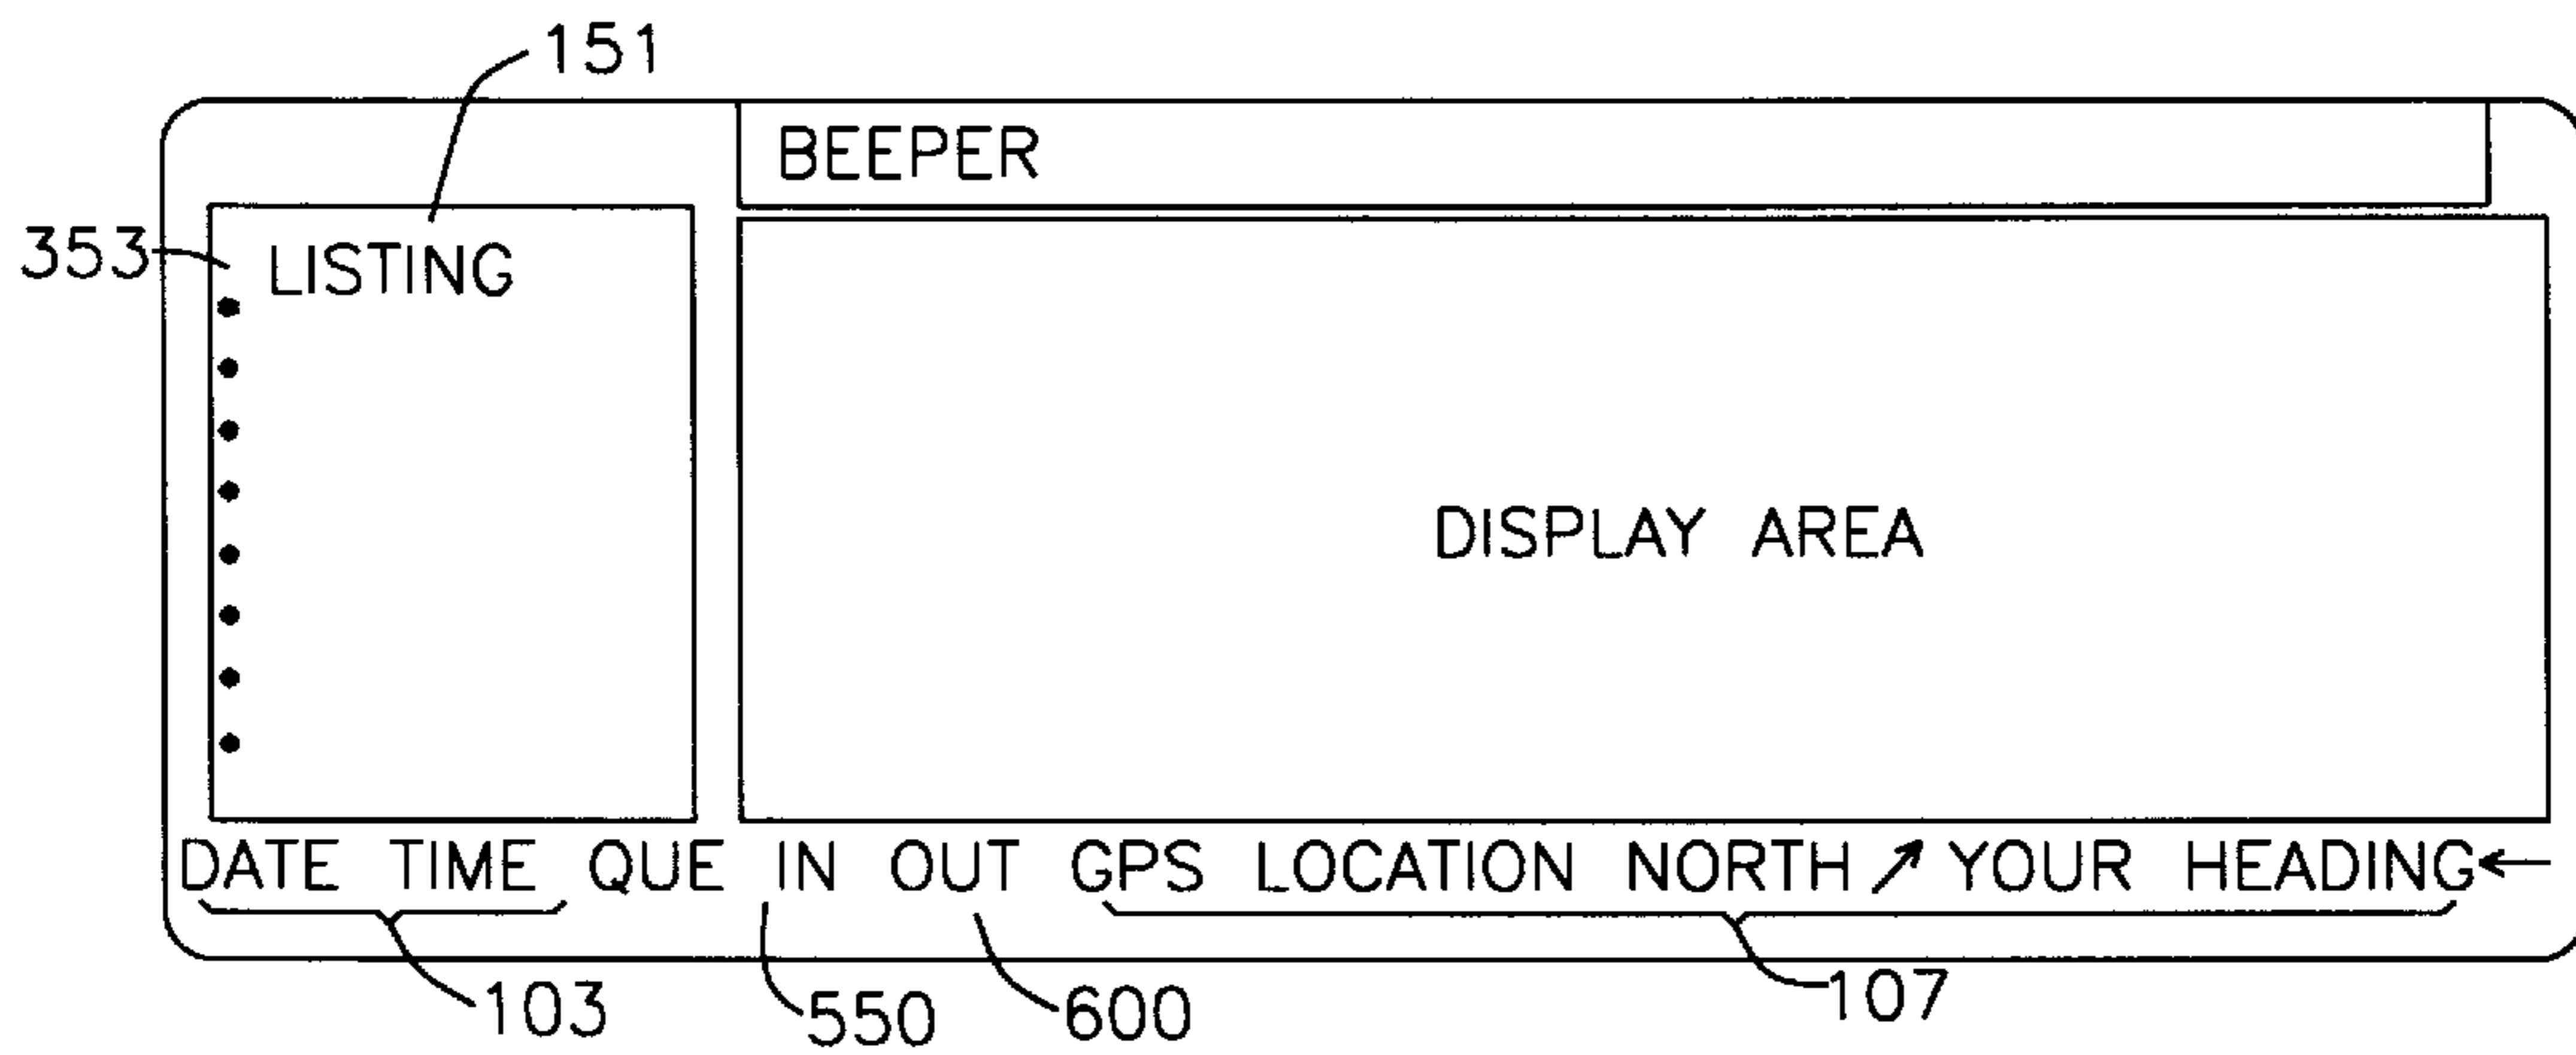 151
BEEPER
353 LISTING
DISPLAY AREA
DATE TIME QUE IN OUT GPS LOCATION NORTH ↗ YOUR HEADING ←
103 550 600 107